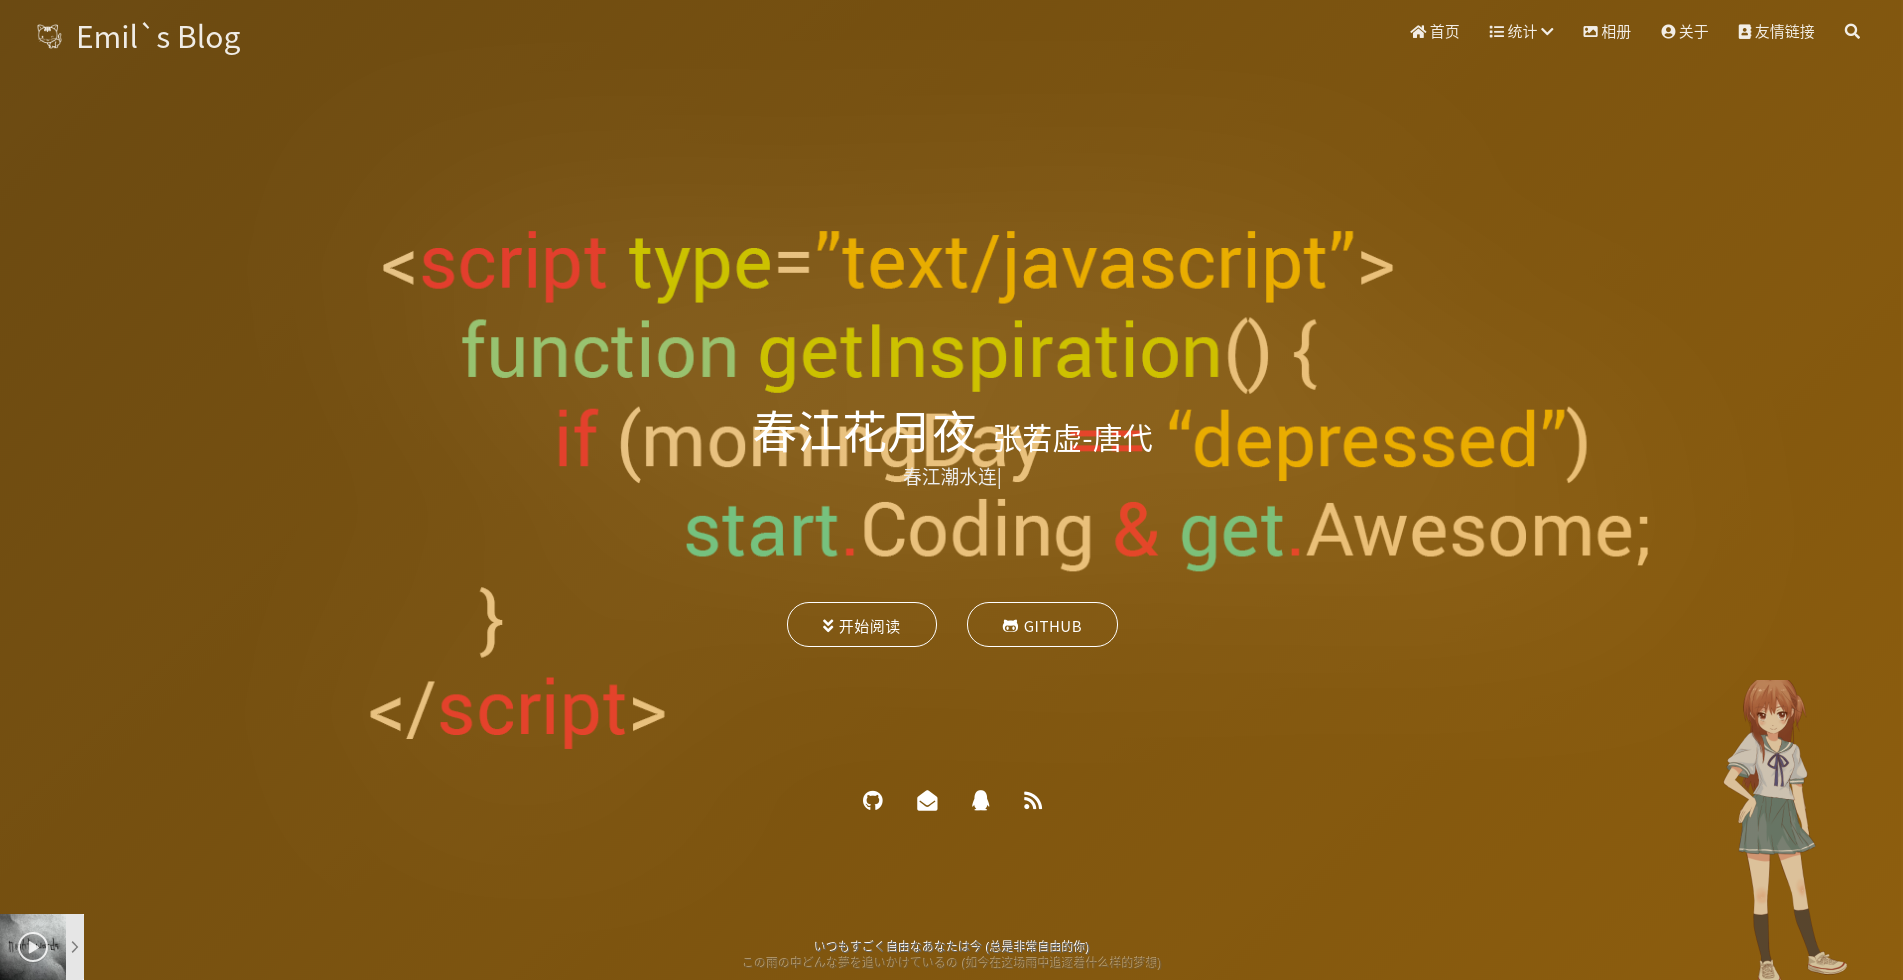 Emil`s Blog
首页 统计 相册 关于 友情链接
<script type=”text/javascript”>
function getInspiration() {
if (morningDay == “depressed”)
春江花月夜 张若虚-唐代
春江潮水连|
start.Coding & get.Awesome;
}
开始阅读 GITHUB
</script>
いつもすごく自由なあなたは今 (总是非常自由的你)
この雨の中どんな夢を追いかけているの (如今在这场雨中追逐着什么样的梦想)